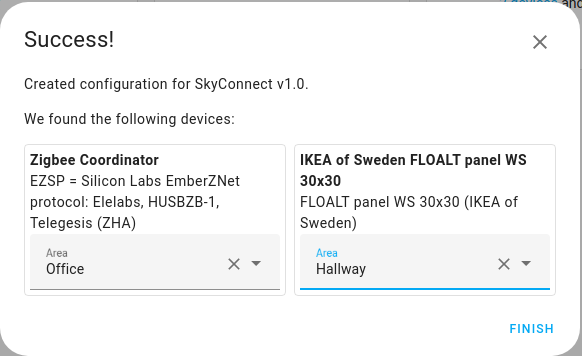 Success!
Created configuration for SkyConnect v1.0.
We found the following devices:
Zigbee Coordinator
EZSP = Silicon Labs EmberZNet
protocol: Elelabs, HUSBZB-1,
Telegesis (ZHA)
Area
Office
IKEA of Sweden FLOALT panel WS
30x30
FLOALT panel WS 30x30 (IKEA of
Sweden)
Area
Hallway
FINISH